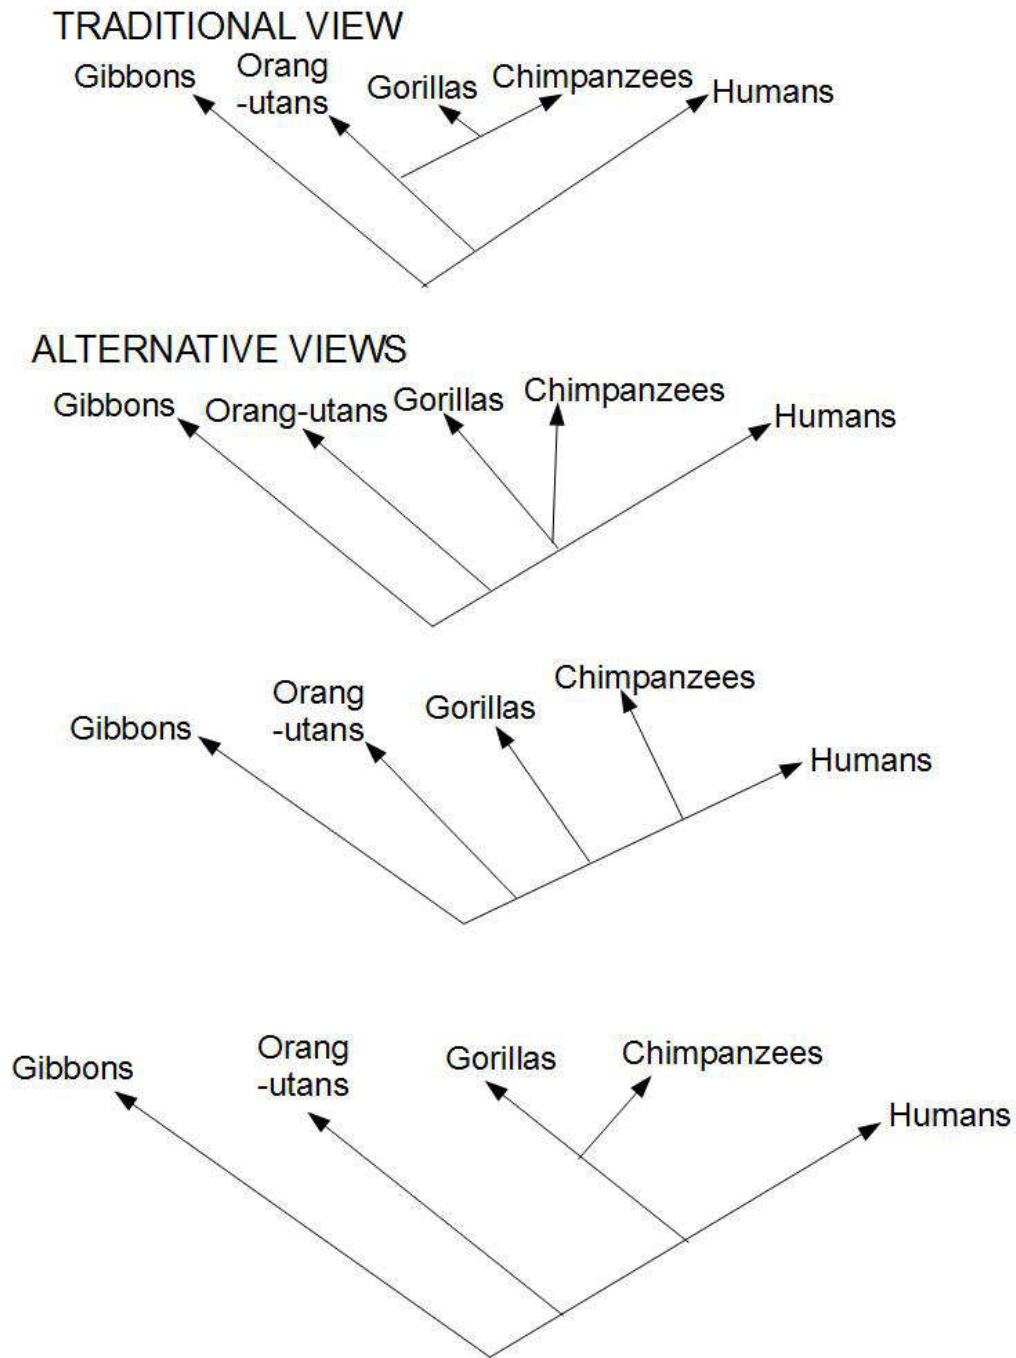 TRADITIONAL VIEW
Gibbons
Orang
-utans
Gorillas
Chimpanzees
Humans
ALTERNATIVE VIEWS
Gibbons
Orang-utans
Gorillas
Chimpanzees
Humans
Gibbons
Orang
-utans
Gorillas
Chimpanzees
Humans
Gibbons
Orang
-utans
Gorillas
Chimpanzees
Humans